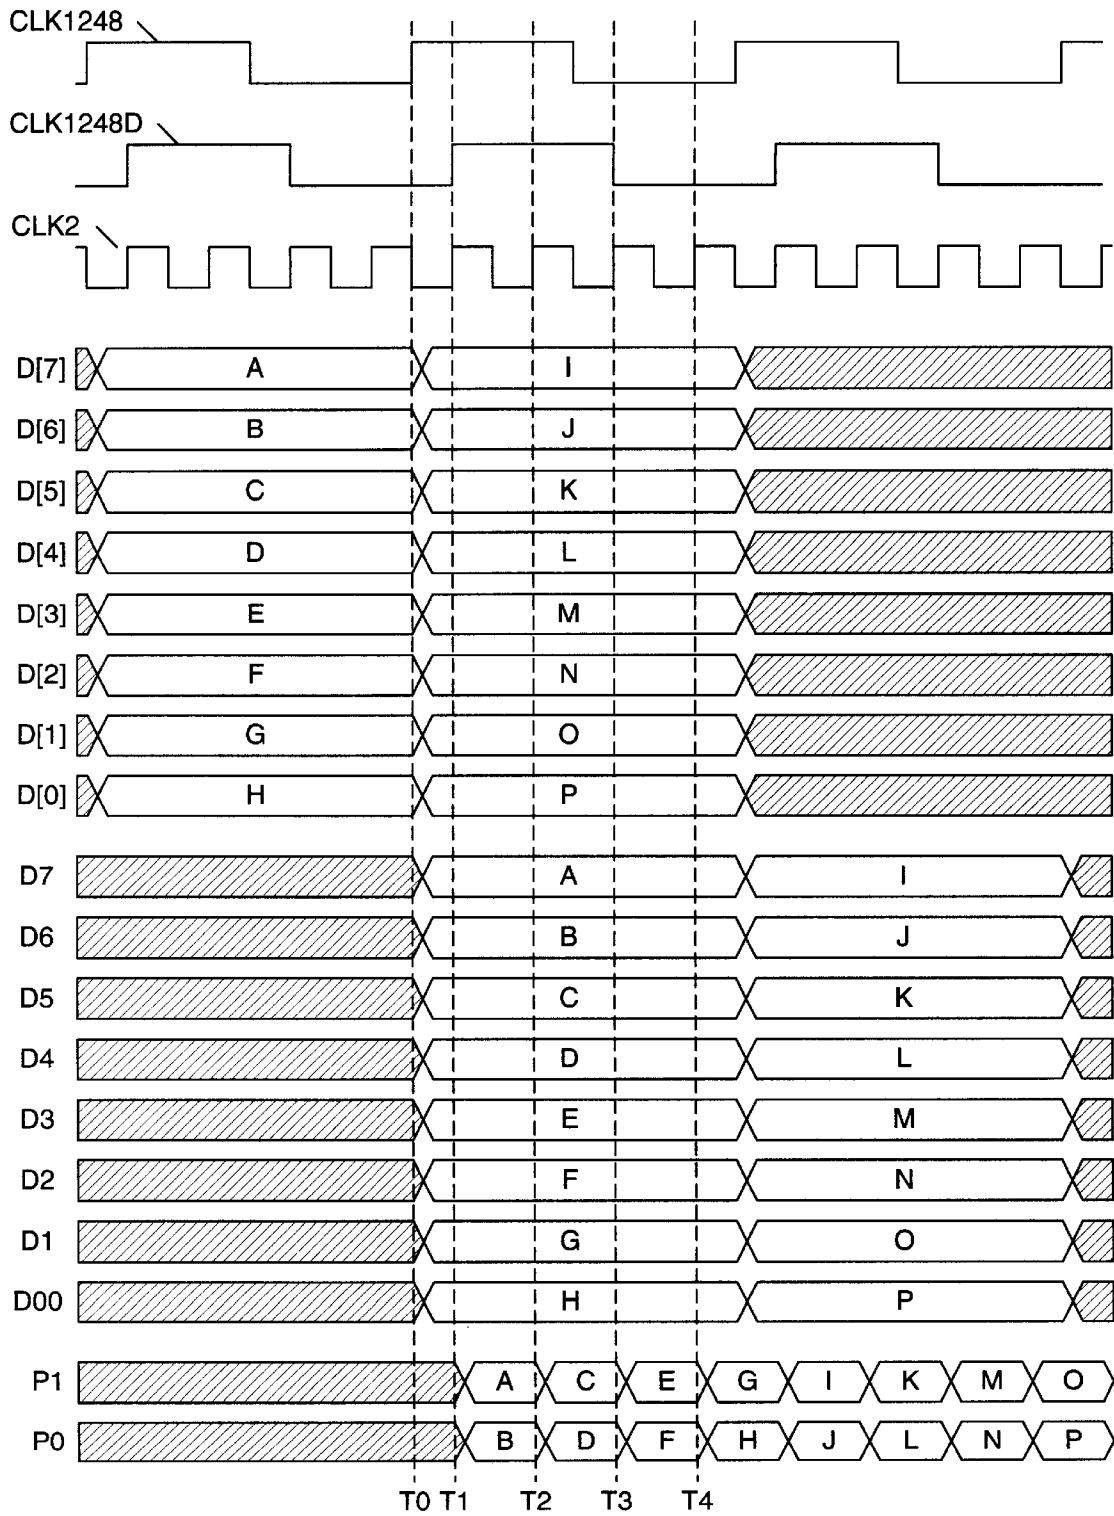 CLK1248
CLK1248D
CLK2
D[7] A I
D[6] B J
D[5] C K
D[4] D L
D[3] E M
D[2] F N
D[1] G O
D[0] H P
D7 A I
D6 B J
D5 C K
D4 D L
D3 E M
D2 F N
D1 G O
D00 H P
P1 A C E G I K M O
P0 B D F H J L N P
T0 T1 T2 T3 T4